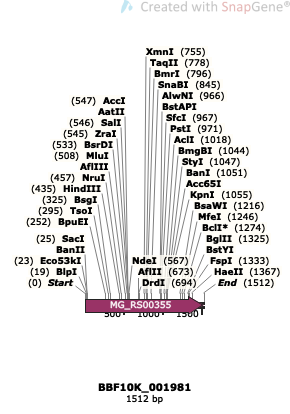 Created with SnapGene®
XmnI (755)
TaqII (778)
BmrI (796)
SnaBI (845)
AlwNI (966)
BstAPI
SfcI (967)
PstI (971)
AclI (1018)
BmgBI (1044)
StyI (1047)
BanI (1051)
Acc65I
KpnI (1055)
BsaWI (1216)
MfeI (1246)
BclI* (1274)
BglII (1325)
BstYI
FspI (1333)
HaeII (1367)
End (1512)
(547) AccI
AatII
(546) SalI
(545) ZraI
(533) BsrDI
(508) MluI
AflIII
(457) NruI
(435) HindIII
(325) BsgI
(295) TsoI
(252) BpuEI
(25) SacI
BanII
(23) Eco53kI
(19) BlpI
(0) Start
NdeI (567)
AflII (673)
DrdI (694)
MG_RS00355
500 1000 1500
BBF10K_001981
1512 bp